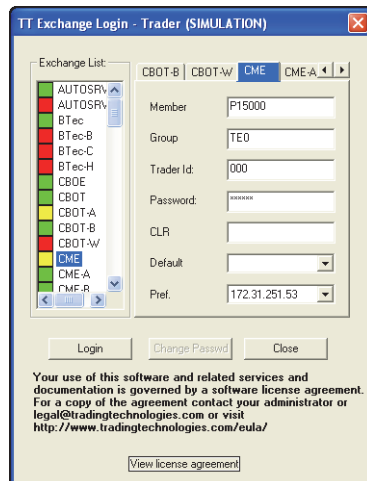 TT Exchange Login - Trader (SIMULATION)
Exchange List:
AUTOSRV
AUTOSRV
BTec
BTec-B
BTec-C
BTec-H
CBOE
CBOT
CBOT-A
CBOT-B
CBOT-W
CME
CME-A
CME-B
CBOT-B CBOT-W CME CME-A
Member P15000
Group TE0
Trader Id: 000
Password: ******
CLR
Default
Pref. 172.31.251.53
Login Change Passwd Close
Your use of this software and related services and
documentation is governed by a software license agreement.
For a copy of the agreement contact your administrator or
legal@tradingtechnologies.com or visit
http://www.tradingtechnologies.com/eula/
View license agreement